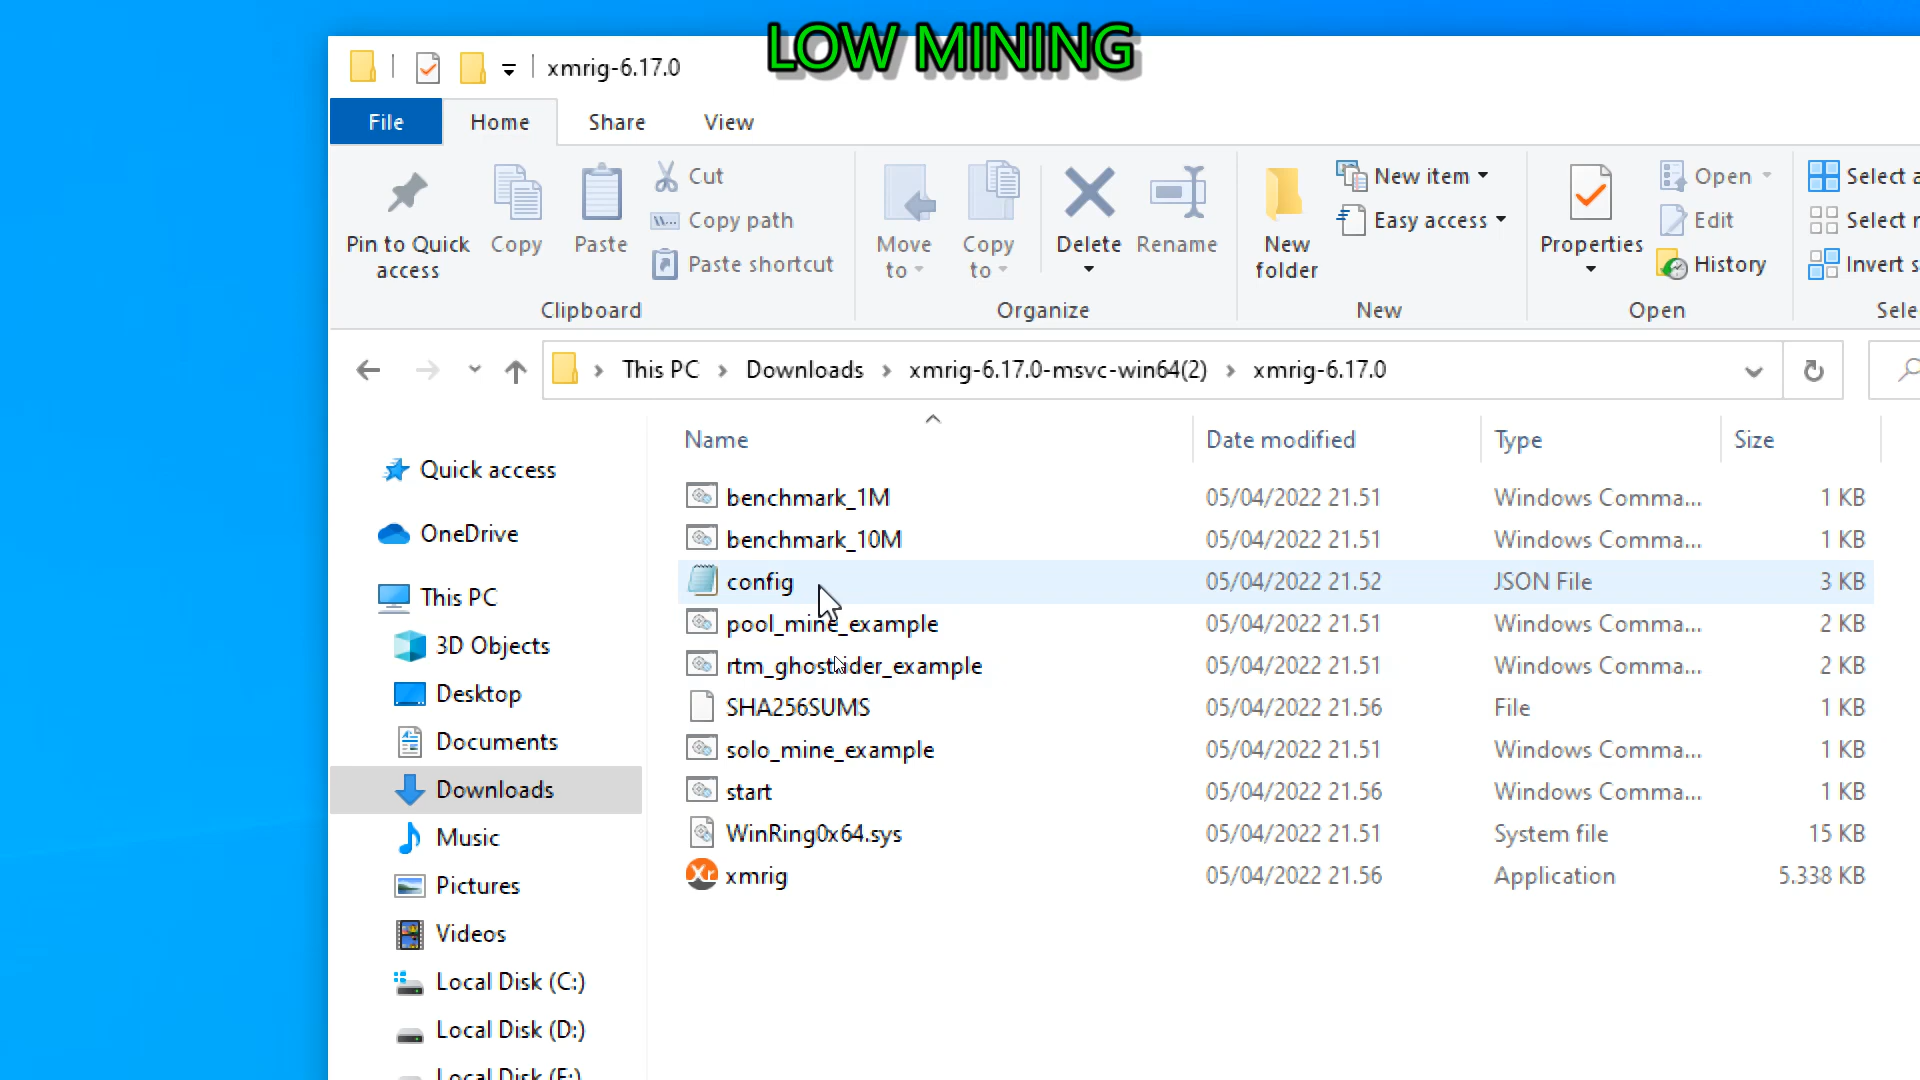 LOW MINING
xmrig-6.17.0
File Home Share View
Pin to Quick access
Copy
Paste
Cut
Copy path
Paste shortcut
Clipboard
Move to
Copy to
Delete
Rename
Organize
New folder
New item
Easy access
New
Properties
Open
Edit
History
Open
Select a
Select n
Invert s
Sele
This PC > Downloads > xmrig-6.17.0-msvc-win64(2) > xmrig-6.17.0
Name Date modified Type Size
Quick access
OneDrive
This PC
3D Objects
Desktop
Documents
Downloads
Music
Pictures
Videos
Local Disk (C:)
Local Disk (D:)
Local Disk (E:)
benchmark_1M 05/04/2022 21.51 Windows Comma... 1 KB
benchmark_10M 05/04/2022 21.51 Windows Comma... 1 KB
config 05/04/2022 21.52 JSON File 3 KB
pool_mine_example 05/04/2022 21.51 Windows Comma... 2 KB
rtm_ghostrider_example 05/04/2022 21.51 Windows Comma... 2 KB
SHA256SUMS 05/04/2022 21.56 File 1 KB
solo_mine_example 05/04/2022 21.51 Windows Comma... 1 KB
start 05/04/2022 21.56 Windows Comma... 1 KB
WinRing0x64.sys 05/04/2022 21.51 System file 15 KB
xmrig 05/04/2022 21.56 Application 5.338 KB